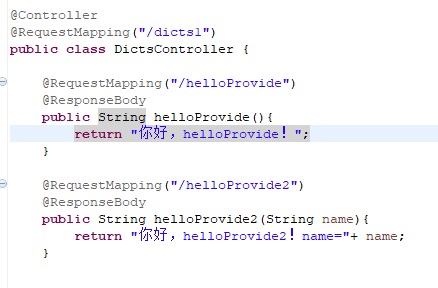 @Controller
@RequestMapping("/dicts1")
public class DictsController {
@RequestMapping("/helloProvide")
@ResponseBody
public String helloProvide(){
return "你好，helloProvide！";
}
@RequestMapping("/helloProvide2")
@ResponseBody
public String helloProvide2(String name){
return "你好，helloProvide2！name="+ name;
}